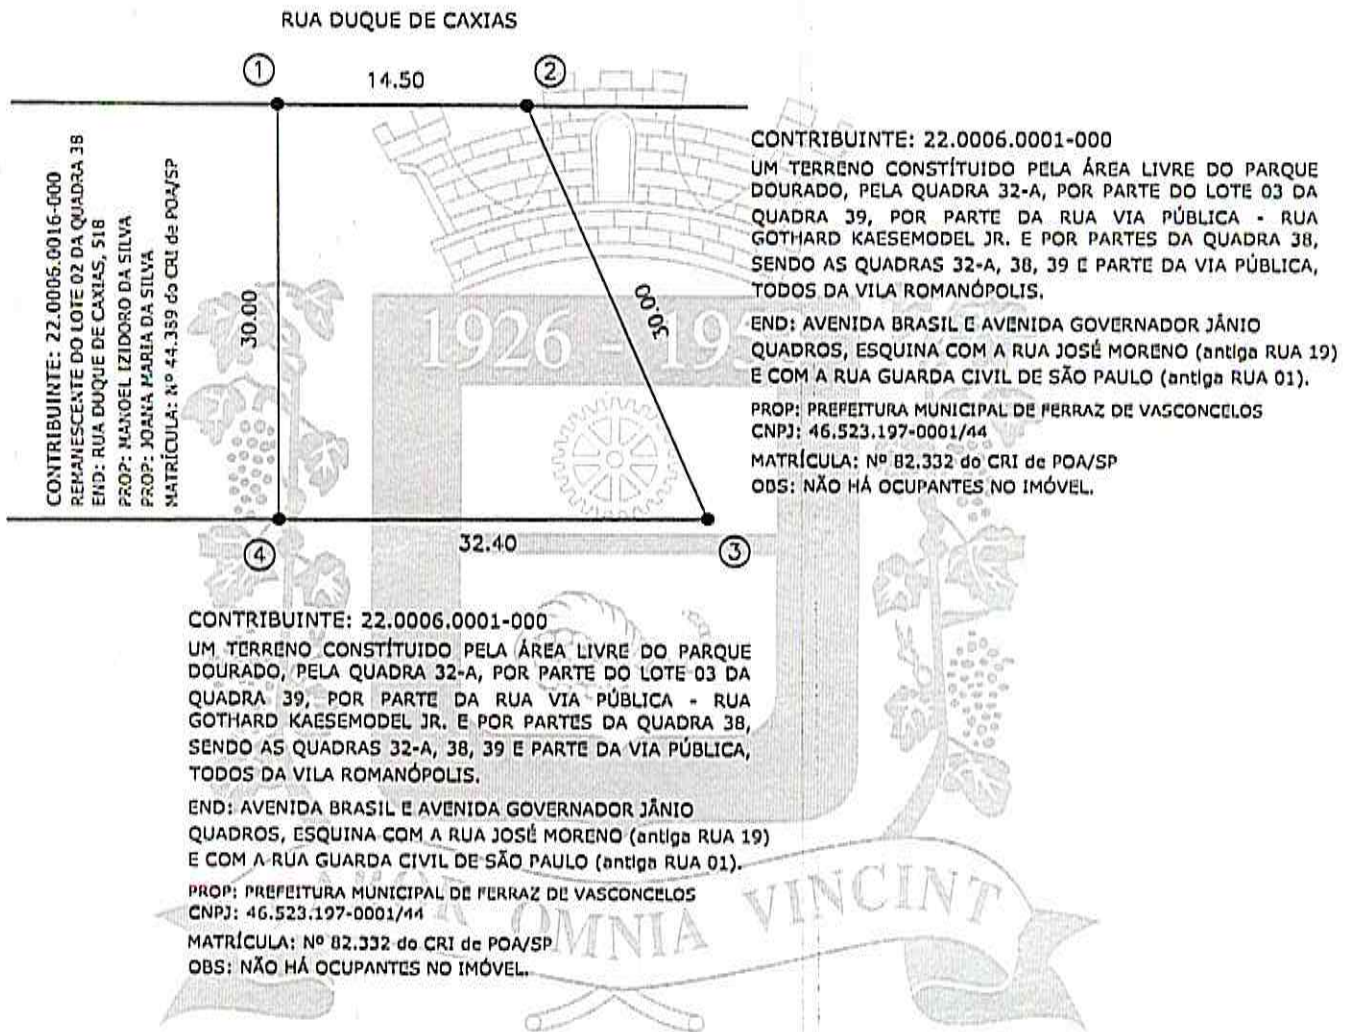 RUA DUQUE DE CAXIAS
1
14.50
2
CONTRIBUINTE: 22.0006.0016-000
REMANESCENTE DO LOTE 02 DA QUADRA 38
END: RUA DUQUE DE CAXIAS, 518
PROP: MANOEL IZIDORO DA SILVA
PROP: JOANA MARIA DA SILVA
MATRÍCULA: Nº 44.389 do CRI de POA/SP
30.00
30.00
1926 - 195
CONTRIBUINTE: 22.0006.0001-000
UM TERRENO CONSTÍTUIDO PELA ÁREA LIVRE DO PARQUE
DOURADO, PELA QUADRA 32-A, POR PARTE DO LOTE 03 DA
QUADRA 39, POR PARTE DA RUA VIA PÚBLICA - RUA
GOTHARD KAESEMODEL JR. E POR PARTES DA QUADRA 38,
SENDO AS QUADRAS 32-A, 38, 39 E PARTE DA VIA PÚBLICA,
TODOS DA VILA ROMANÓPOLIS.
END: AVENIDA BRASIL E AVENIDA GOVERNADOR JÂNIO
QUADROS, ESQUINA COM A RUA JOSÉ MORENO (antiga RUA 19)
E COM A RUA GUARDA CIVIL DE SÃO PAULO (antiga RUA 01).
PROP: PREFEITURA MUNICIPAL DE FERRAZ DE VASCONCELOS
CNPJ: 46.523.197-0001/44
MATRÍCULA: Nº 82.332 do CRI de POA/SP
OBS: NÃO HÁ OCUPANTES NO IMÓVEL.
4
32.40
3
CONTRIBUINTE: 22.0006.0001-000
UM TERRENO CONSTÍTUIDO PELA ÁREA LIVRE DO PARQUE
DOURADO, PELA QUADRA 32-A, POR PARTE DO LOTE 03 DA
QUADRA 39, POR PARTE DA RUA VIA PÚBLICA - RUA
GOTHARD KAESEMODEL JR. E POR PARTES DA QUADRA 38,
SENDO AS QUADRAS 32-A, 38, 39 E PARTE DA VIA PÚBLICA,
TODOS DA VILA ROMANÓPOLIS.
END: AVENIDA BRASIL E AVENIDA GOVERNADOR JÂNIO
QUADROS, ESQUINA COM A RUA JOSÉ MORENO (antiga RUA 19)
E COM A RUA GUARDA CIVIL DE SÃO PAULO (antiga RUA 01).
PROP: PREFEITURA MUNICIPAL DE FERRAZ DE VASCONCELOS
CNPJ: 46.523.197-0001/44
MATRÍCULA: Nº 82.332 do CRI de POA/SP
OBS: NÃO HÁ OCUPANTES NO IMÓVEL.
OMNIA VINCINT